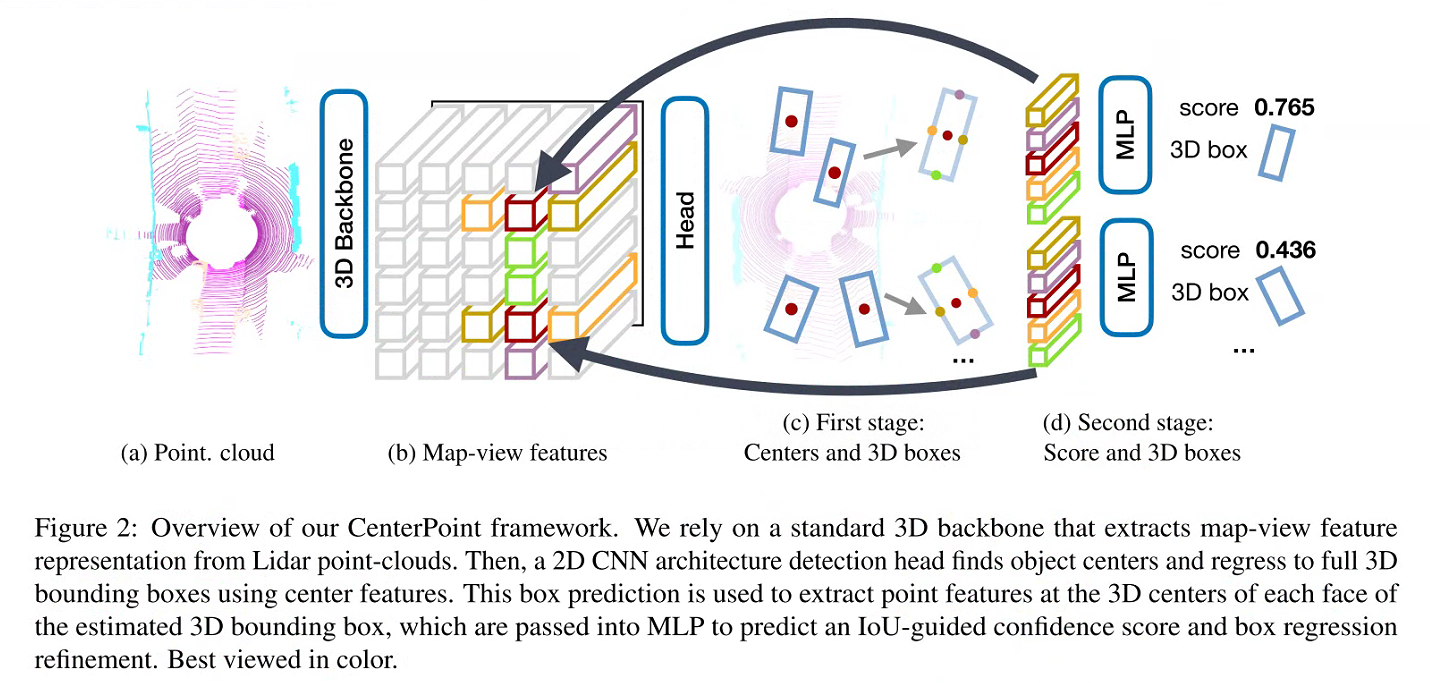 3D Backbone
Head
MLP
score 0.765
3D box
MLP
score 0.436
3D box
...
...
(a) Point. cloud
(b) Map-view features
(c) First stage:
Centers and 3D boxes
(d) Second stage:
Score and 3D boxes
Figure 2: Overview of our CenterPoint framework. We rely on a standard 3D backbone that extracts map-view feature
representation from Lidar point-clouds. Then, a 2D CNN architecture detection head finds object centers and regress to full 3D
bounding boxes using center features. This box prediction is used to extract point features at the 3D centers of each face of
the estimated 3D bounding box, which are passed into MLP to predict an IoU-guided confidence score and box regression
refinement. Best viewed in color.